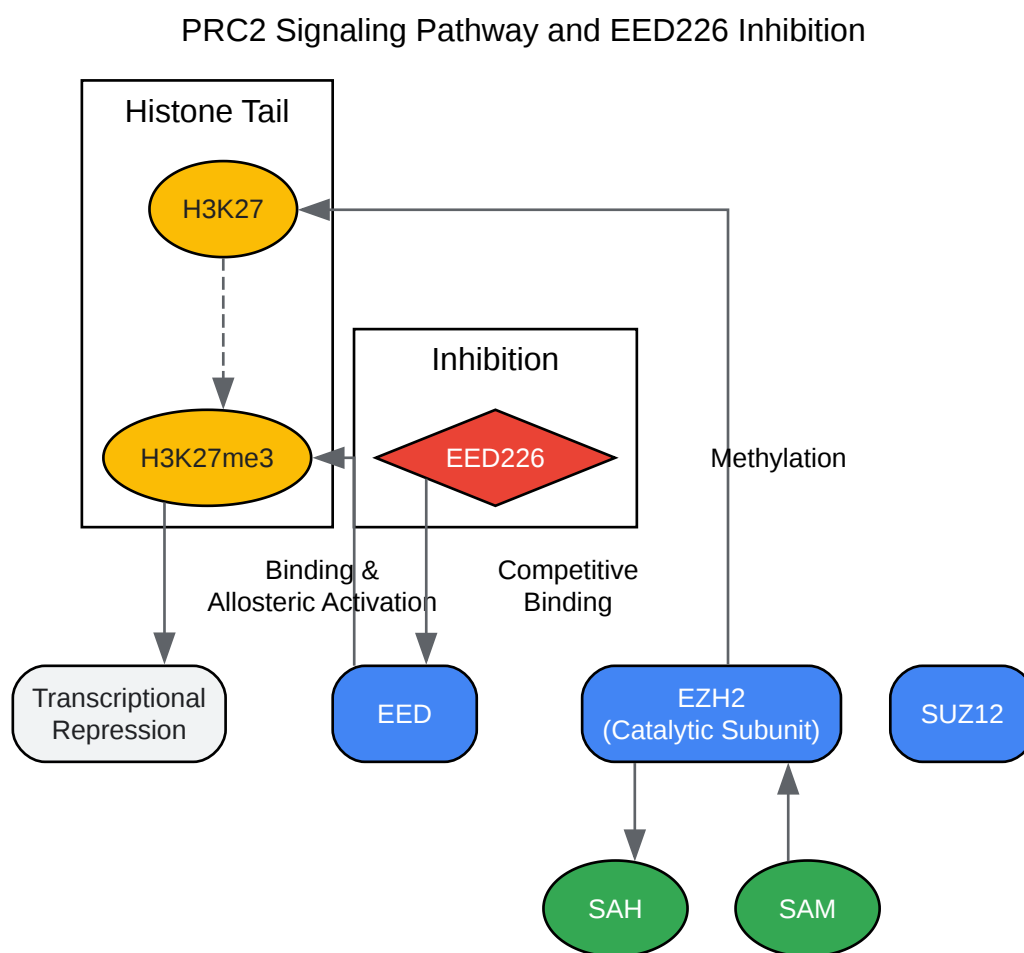 PRC2 Signaling Pathway and EED226 Inhibition
Histone Tail
H3K27
Inhibition
H3K27me3
EED226
Methylation
Binding &
Allosteric Activation
Competitive
Binding
Transcriptional
Repression
EED
EZH2
(Catalytic Subunit)
SUZ12
SAH
SAM